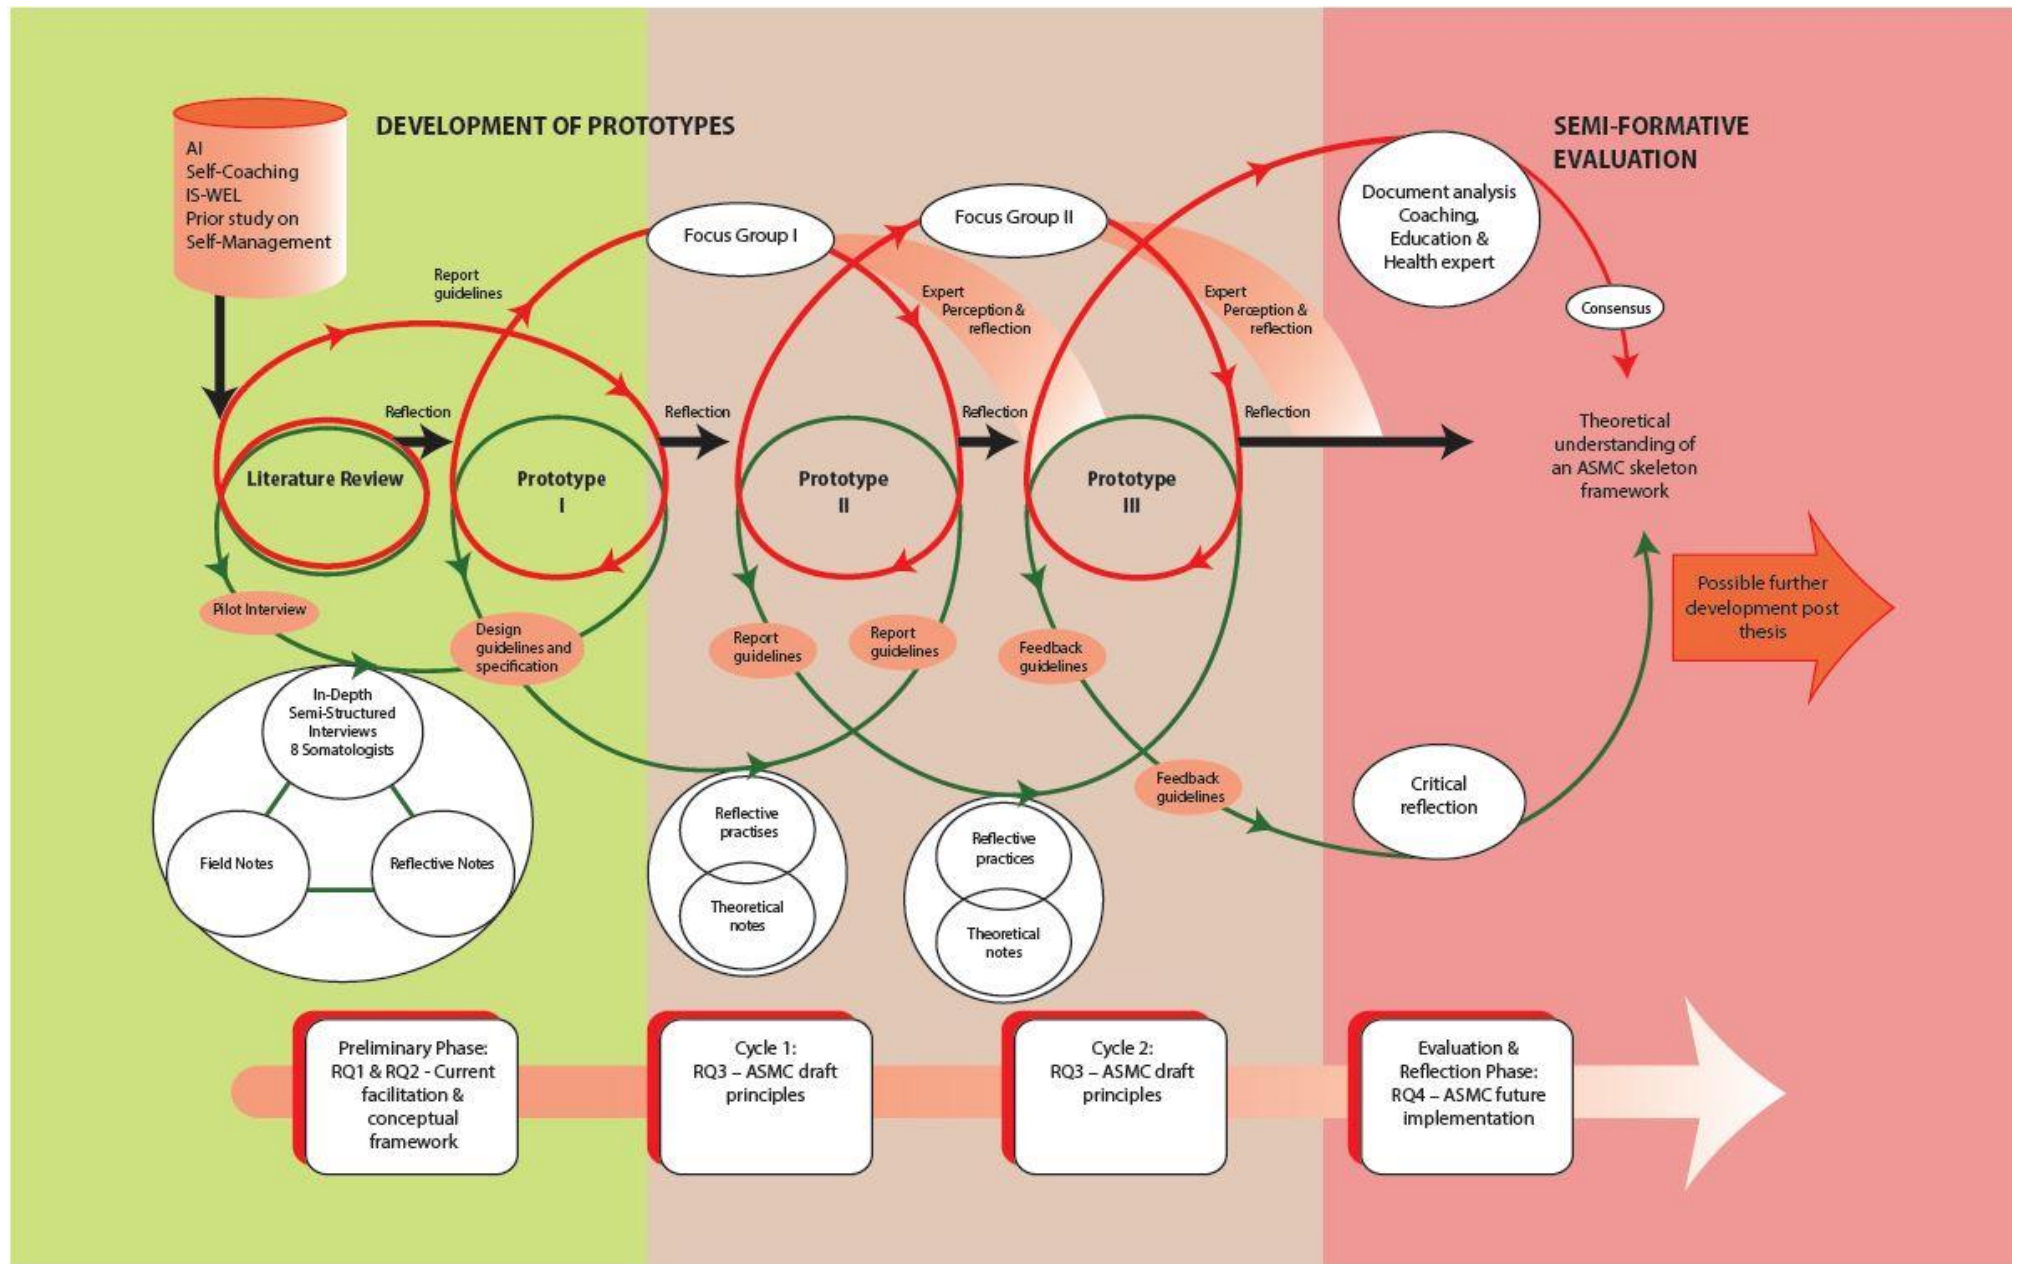 DEVELOPMENT OF PROTOTYPES
SEMI-FORMATIVE
EVALUATION
AI
Self-Coaching
IS-WEL
Prior study on
Self-Management
Report
guidelines
Focus Group I
Focus Group II
Document analysis
Coaching,
Education &
Health expert
Expert
Perception &
reflection
Expert
Perception &
reflection
Consensus
Reflection
Reflection
Reflection
Reflection
Literature Review
Prototype
I
Prototype
II
Prototype
III
Theoretical
understanding of
an ASMC skeleton
framework
Possible further
development post
thesis
Pilot Interview
Design
guidelines and
specification
Report
guidelines
Report
guidelines
Feedback
guidelines
In-Depth
Semi-Structured
Interviews
8 Somatologists
Field Notes
Reflective Notes
Reflective
practises
Theoretical
notes
Reflective
practices
Theoretical
notes
Feedback
guidelines
Critical
reflection
Preliminary Phase:
RQ1 & RQ2 - Current
facilitation &
conceptual
framework
Cycle 1:
RQ3 – ASMC draft
principles
Cycle 2:
RQ3 – ASMC draft
principles
Evaluation &
Reflection Phase:
RQ4 – ASMC future
implementation